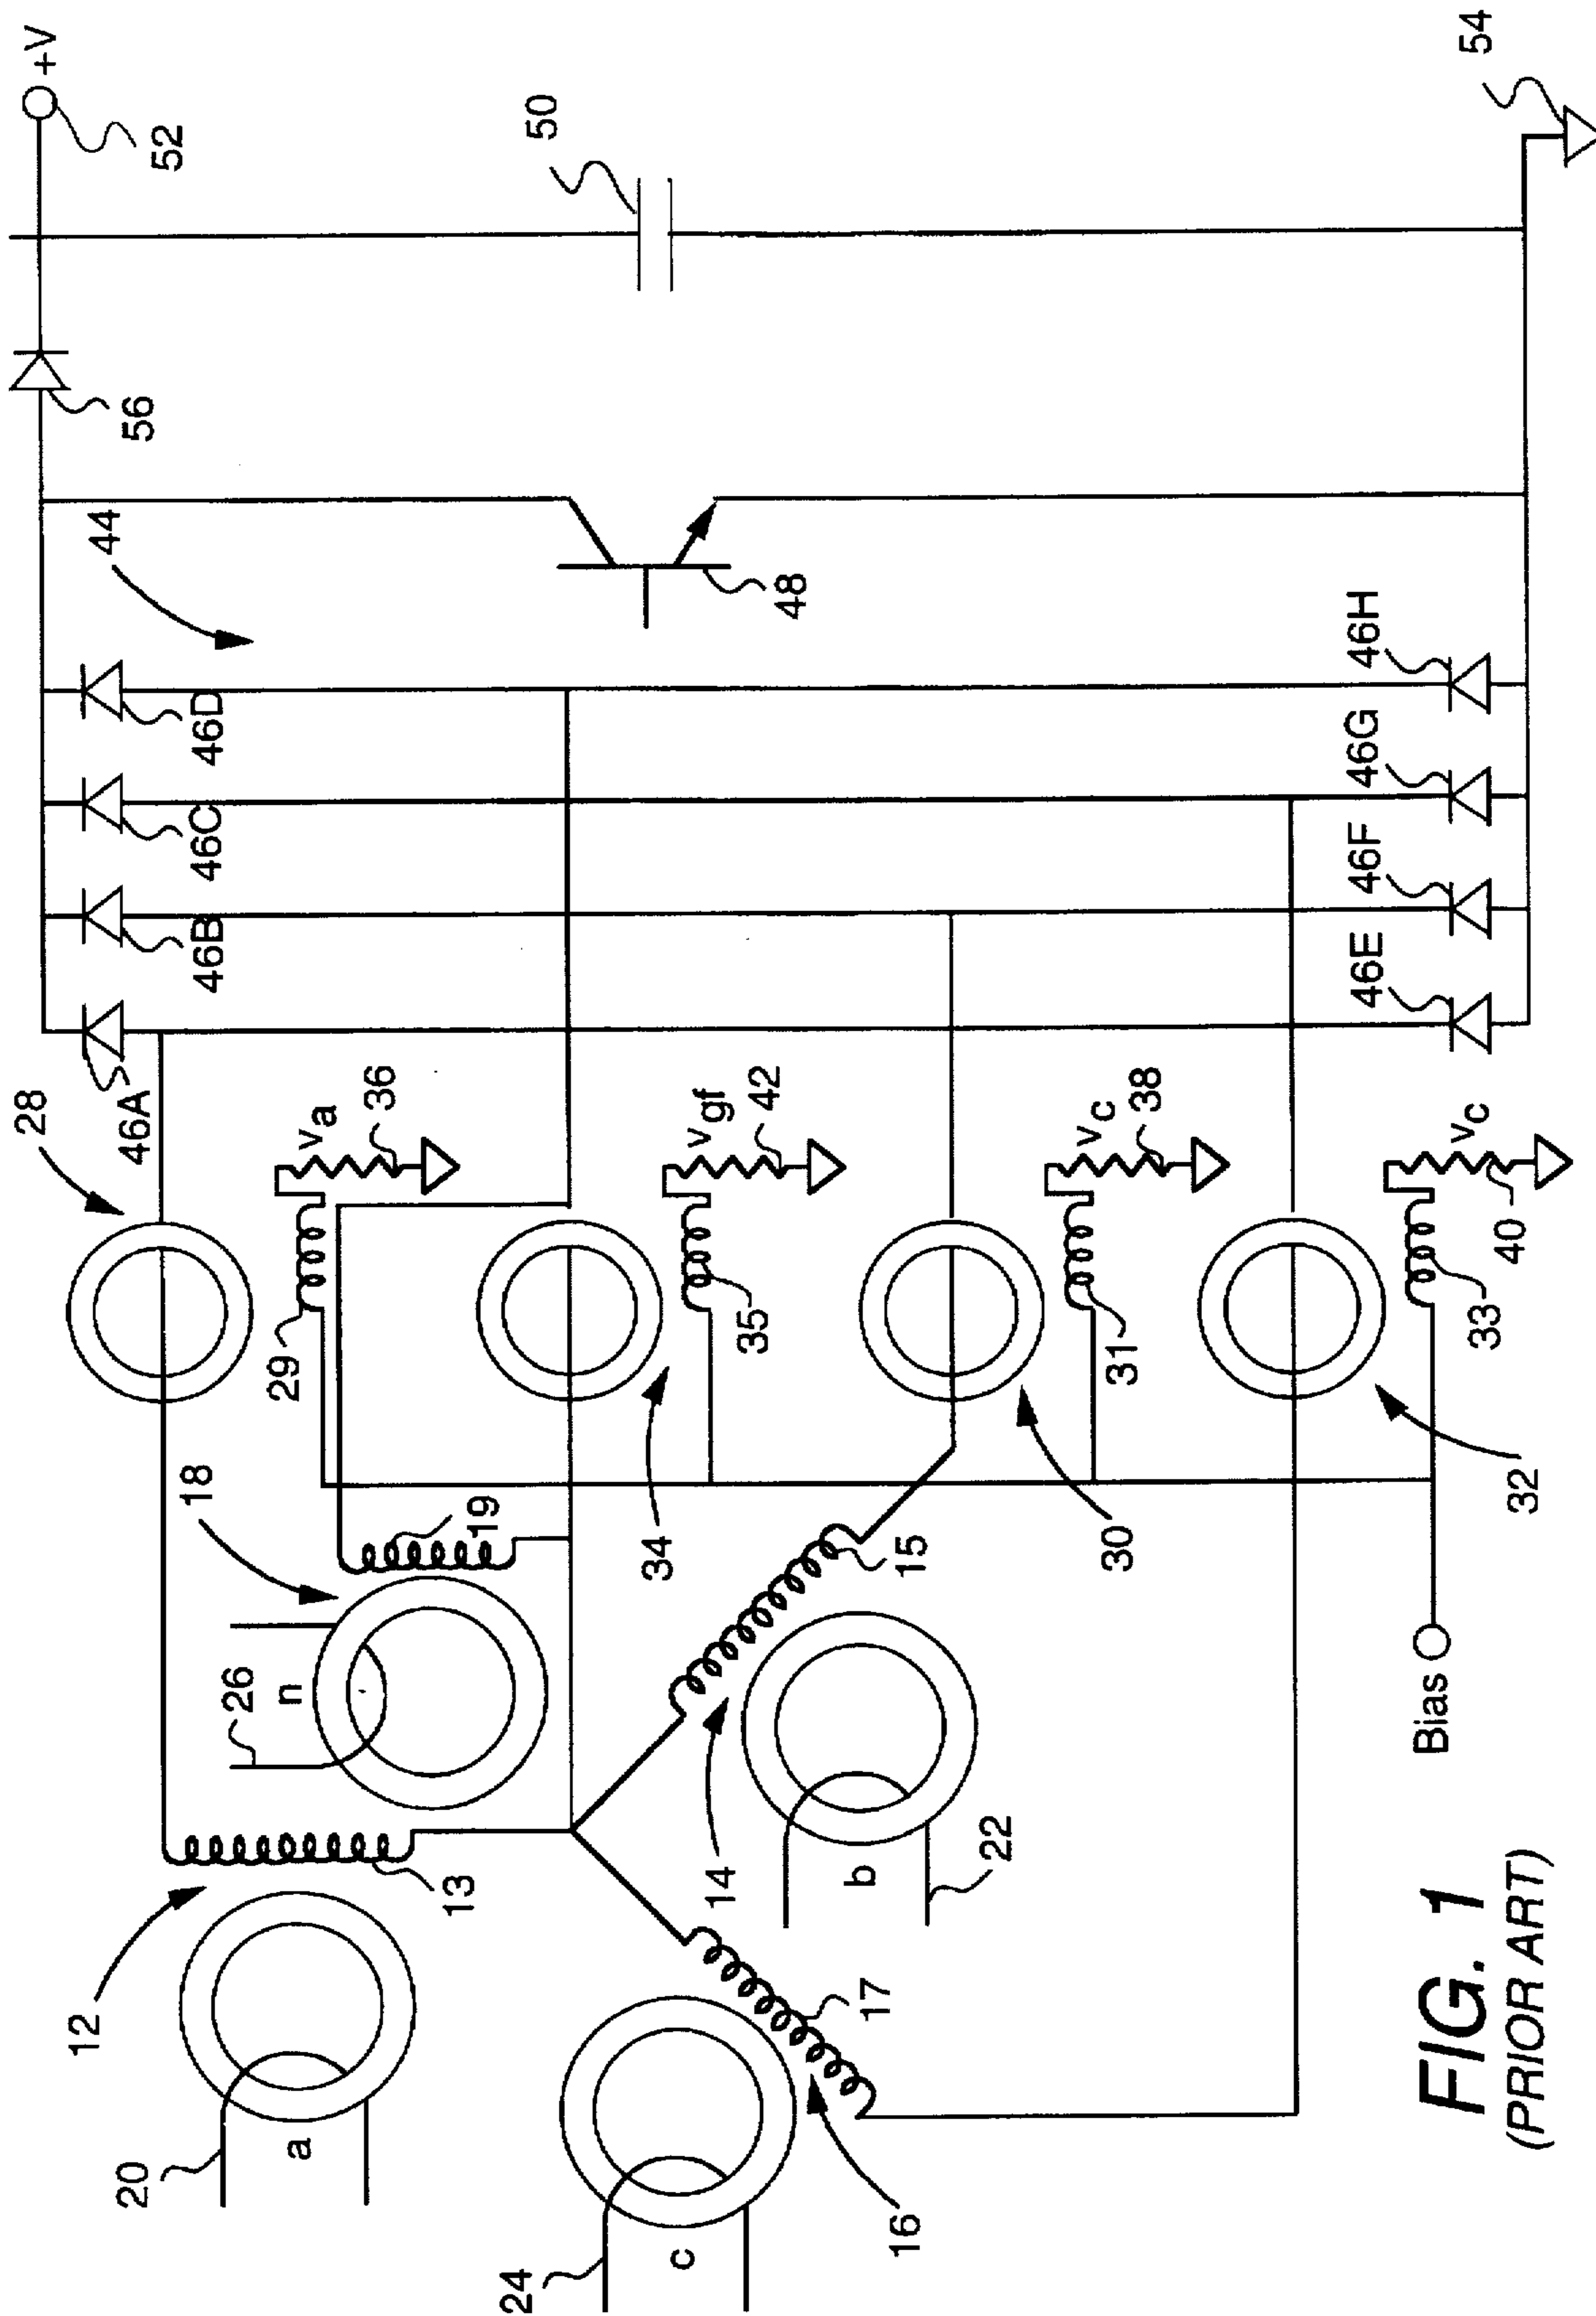 +V
52
50
54
56
44
48
46D
46C
46B
46A
46H
46G
46F
46E
28
va
36
vgf
42
vc
38
vc
40
29
35
31
33
18
19
34
30
32
15
26
n
12
13
14
b
22
Bias
20
a
17
16
24
c
FIG. 1
(PRIOR ART)